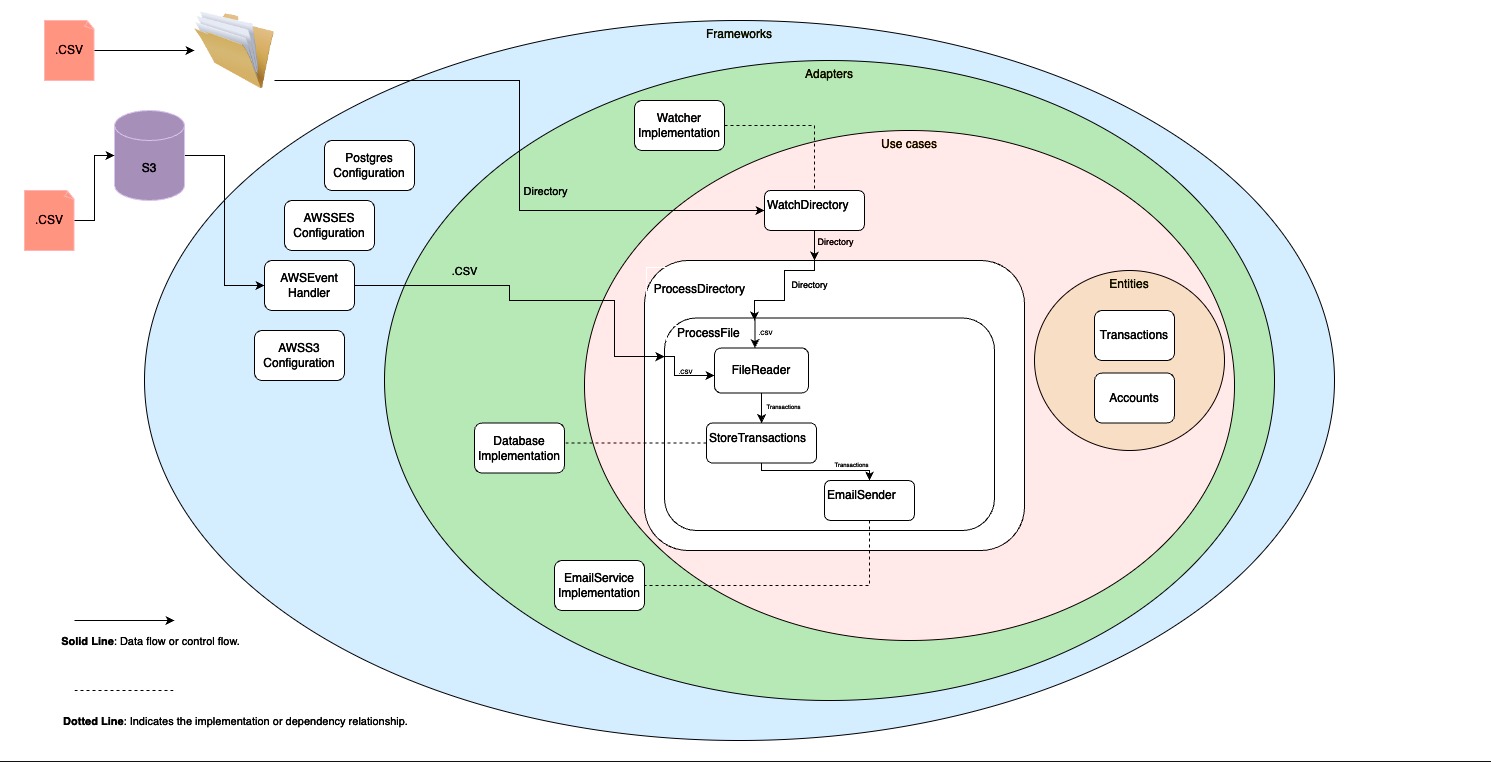 Frameworks
.CSV
Adapters
Watcher
Implementation
Use cases
Postgres
Configuration
S3
Directory
WatchDirectory
.CSV
AWSSES
Configuration
Directory
.CSV
AWSEvent
Handler
ProcessDirectory
Directory
Entities
ProcessFile
.CSV
Transactions
AWSS3
Configuration
.CSV
FileReader
Accounts
Transactions
Database
Implementation
StoreTransactions
Transactions
EmailSender
EmailService
Implementation
Solid Line: Data flow or control flow.
Dotted Line: Indicates the implementation or dependency relationship.